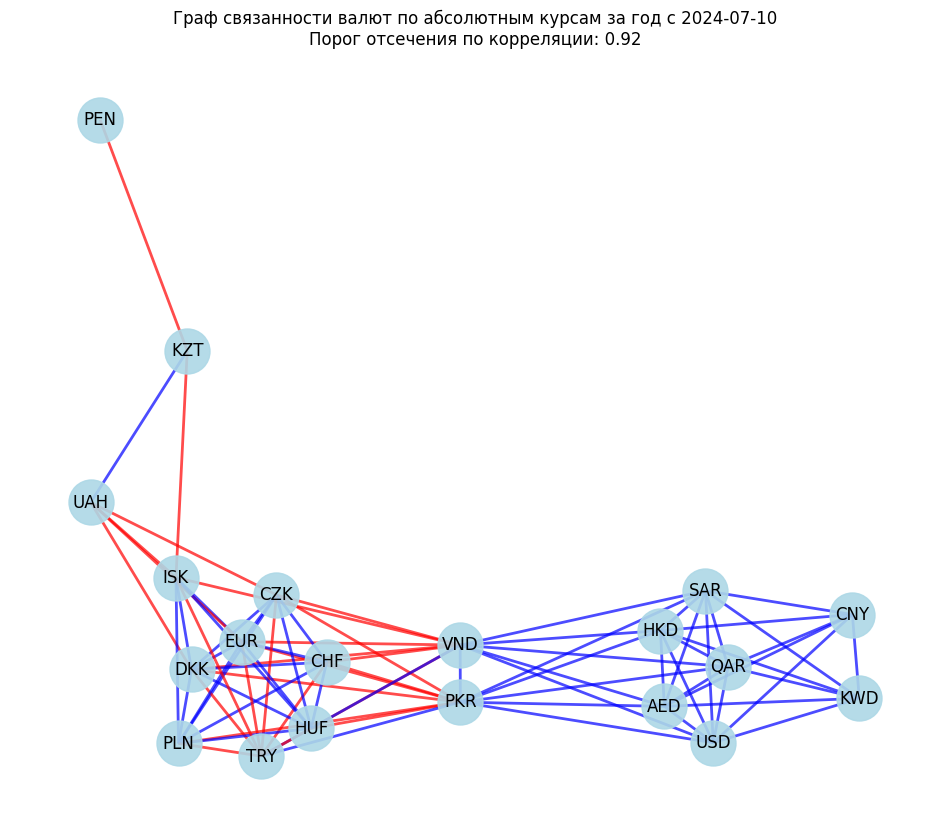 Граф связанности валют по абсолютным курсам за год с 2024-07-10
Порог отсечения по корреляции: 0.92
PEN
KZT
UAH
ISK
CZK
SAR
CNY
HKD
EUR
VND
CHF
QAR
DKK
KWD
PKR
AED
HUF
PLN
USD
TRY